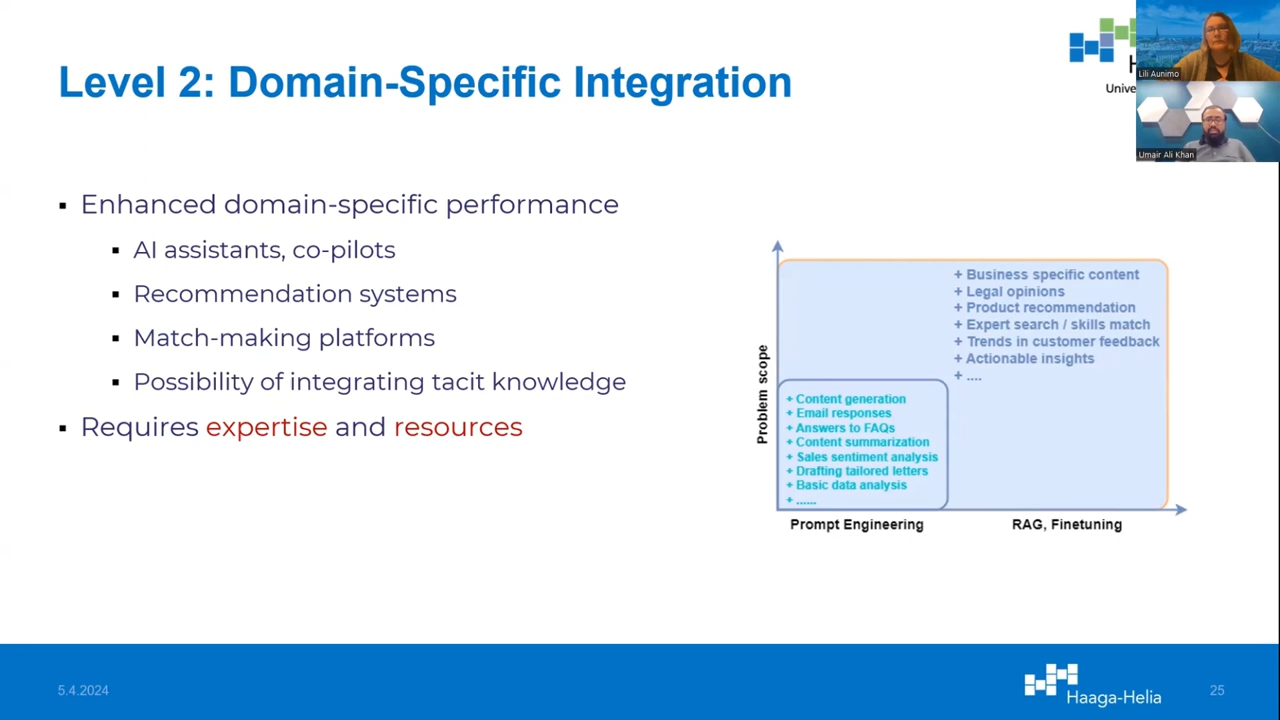 Level 2: Domain-Specific Integration
Lili Aunimo
Umair Ali Khan
▪ Enhanced domain-specific performance
▪ AI assistants, co-pilots
▪ Recommendation systems
▪ Match-making platforms
▪ Possibility of integrating tacit knowledge
▪ Requires expertise and resources
Problem scope
+ Business specific content
+ Legal opinions
+ Product recommendation
+ Expert search / skills match
+ Trends in customer feedback
+ Actionable insights
+ ....
+ Content generation
+ Email responses
+ Answers to FAQs
+ Content summarization
+ Sales sentiment analysis
+ Drafting tailored letters
+ Basic data analysis
+ ......
Prompt Engineering
RAG, Finetuning
5.4.2024
Haaga-Helia
25